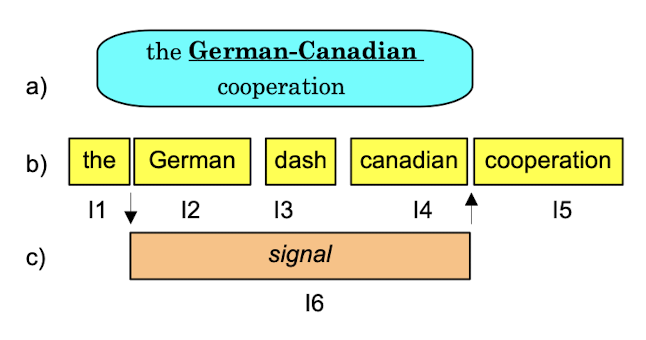 the German-Canadian
a)
cooperation
b) the German dash canadian cooperation
I1 I2 I3 I4 I5
c) signal
I6